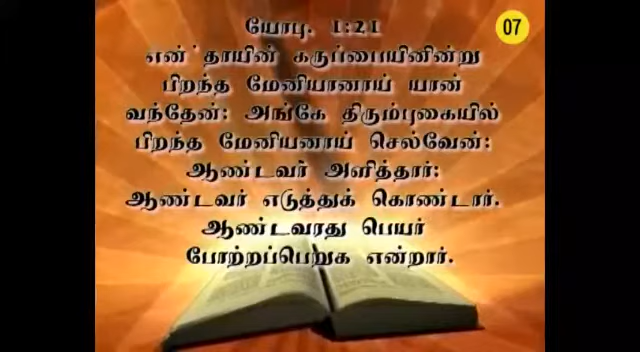 யோபு. 1:21
07
என் தாயின் கருப்பையினின்று
பிறந்த மேனியானாய் யான்
வந்தேன்: அங்கே திரும்புகையில்
பிறந்த மேனியனாய் செல்வேன்:
ஆண்டவர் அளித்தார்:
ஆண்டவர் எடுத்துக் கொண்டார்.
ஆண்டவரது பெயர்
போற்றப்பெறுக என்றார்.